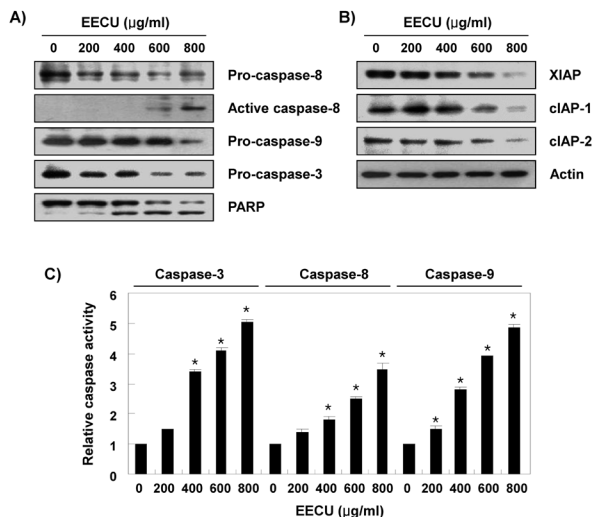 A)
EECU (μg/ml)
0 200 400 600 800
Pro-caspase-8
Active caspase-8
Pro-caspase-9
Pro-caspase-3
PARP
B)
EECU (μg/ml)
0 200 400 600 800
XIAP
cIAP-1
cIAP-2
Actin
C)
Caspase-3 Caspase-8 Caspase-9
Relative caspase activity
6
5
4
3
2
1
0
* * * * * * * * * *
0 200 400 600 800 0 200 400 600 800 0 200 400 600 800
EECU (μg/ml)